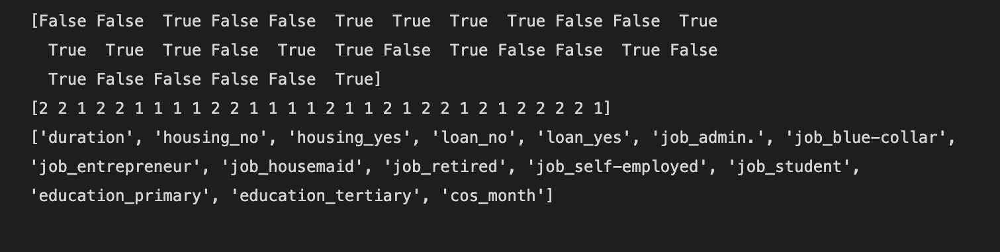 [False False  True False False  True  True  True  True False False  True
  True  True  True False  True  True False  True False False  True False
  True False False False False  True]
[2 2 1 2 2 1 1 1 1 2 2 1 1 1 1 2 1 1 2 1 2 2 1 2 1 2 2 2 2 1]
['duration', 'housing_no', 'housing_yes', 'loan_no', 'loan_yes', 'job_admin.', 'job_blue-collar',
'job_entrepreneur', 'job_housemaid', 'job_retired', 'job_self-employed', 'job_student',
'education_primary', 'education_tertiary', 'cos_month']